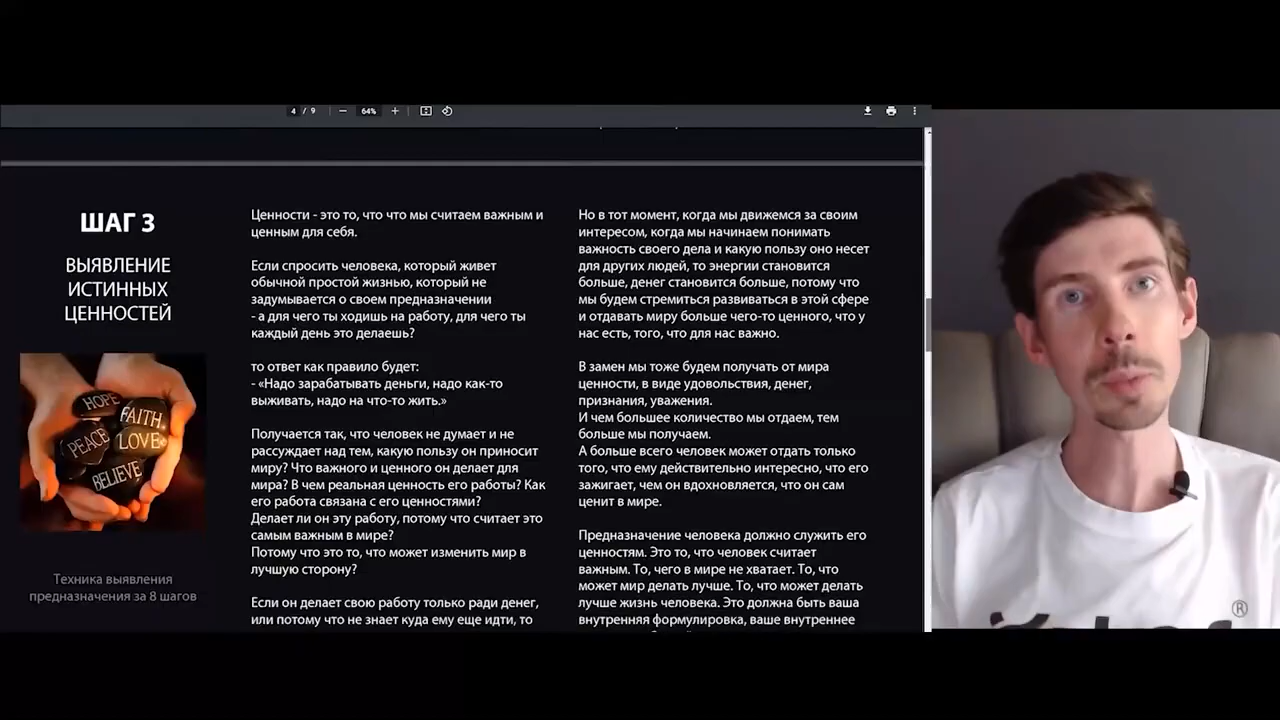 4 / 9
64%
ШАГ 3
ВЫЯВЛЕНИЕ
ИСТИННЫХ
ЦЕННОСТЕЙ
HOPE
FAITH
PEACE
LOVE
BELIEVE
Техника выявления
предназначения за 8 шагов
Ценности - это то, что что мы считаем важным и
ценным для себя.
Если спросить человека, который живет
обычной простой жизнью, который не
задумывается о своем предназначении
- а для чего ты ходишь на работу, для чего ты
каждый день это делаешь?
то ответ как правило будет:
- «Надо зарабатывать деньги, надо как-то
выживать, надо на что-то жить.»
Получается так, что человек не думает и не
рассуждает над тем, какую пользу он приносит
миру? Что важного и ценного он делает для
мира? В чем реальная ценность его работы? Как
его работа связана с его ценностями?
Делает ли он эту работу, потому что считает это
самым важным в мире?
Потому что это то, что может изменить мир в
лучшую сторону?
Если он делает свою работу только ради денег,
или потому что не знает куда ему еще идти, то
Но в тот момент, когда мы движемся за своим
интересом, когда мы начинаем понимать
важность своего дела и какую пользу оно несет
для других людей, то энергии становится
больше, денег становится больше, потому что
мы будем стремиться развиваться в этой сфере
и отдавать миру больше чего-то ценного, что у
нас есть, того, что для нас важно.
В замен мы тоже будем получать от мира
ценности, в виде удовольствия, денег,
признания, уважения.
И чем большее количество мы отдаем, тем
больше мы получаем.
А больше всего человек может отдать только
того, что ему действительно интересно, что его
зажигает, чем он вдохновляется, что он сам
ценит в мире.
Предназначение человека должно служить его
ценностям. Это то, что человек считает
важным. То, чего в мире не хватает. То, что
может мир делать лучше. То, что может делать
лучше жизнь человека. Это должна быть ваша
внутренняя формулировка, ваше внутреннее
®